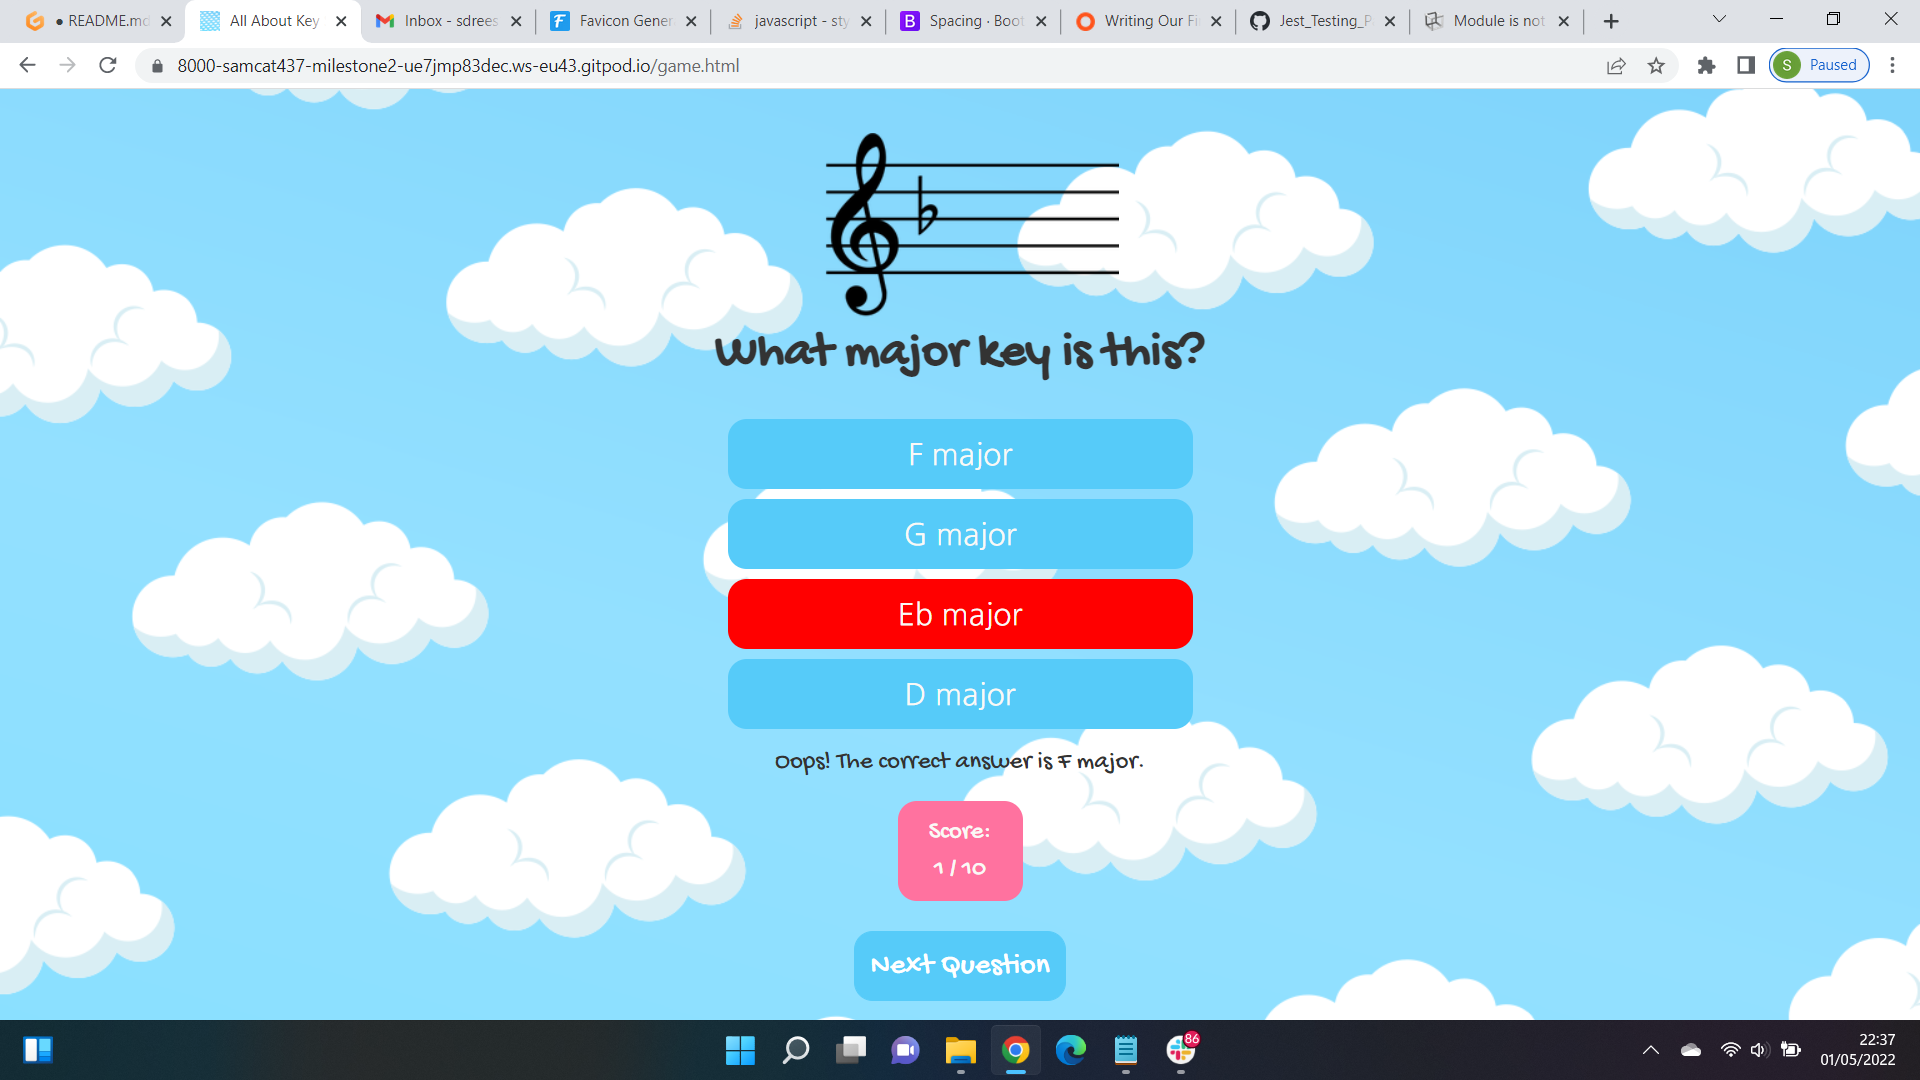 README.md
All About Key
Inbox - sdrees
Favicon Gener
javascript - sty
Spacing · Boot
Writing Our Fi
Jest_Testing_P
Module is not
8000-samcat437-milestone2-ue7jmp83dec.ws-eu43.gitpod.io/game.html
S Paused
What major key is this?
F major
G major
Eb major
D major
Oops! The correct answer is F major.
Score:
1 / 10
Next Question
86
22:37
01/05/2022